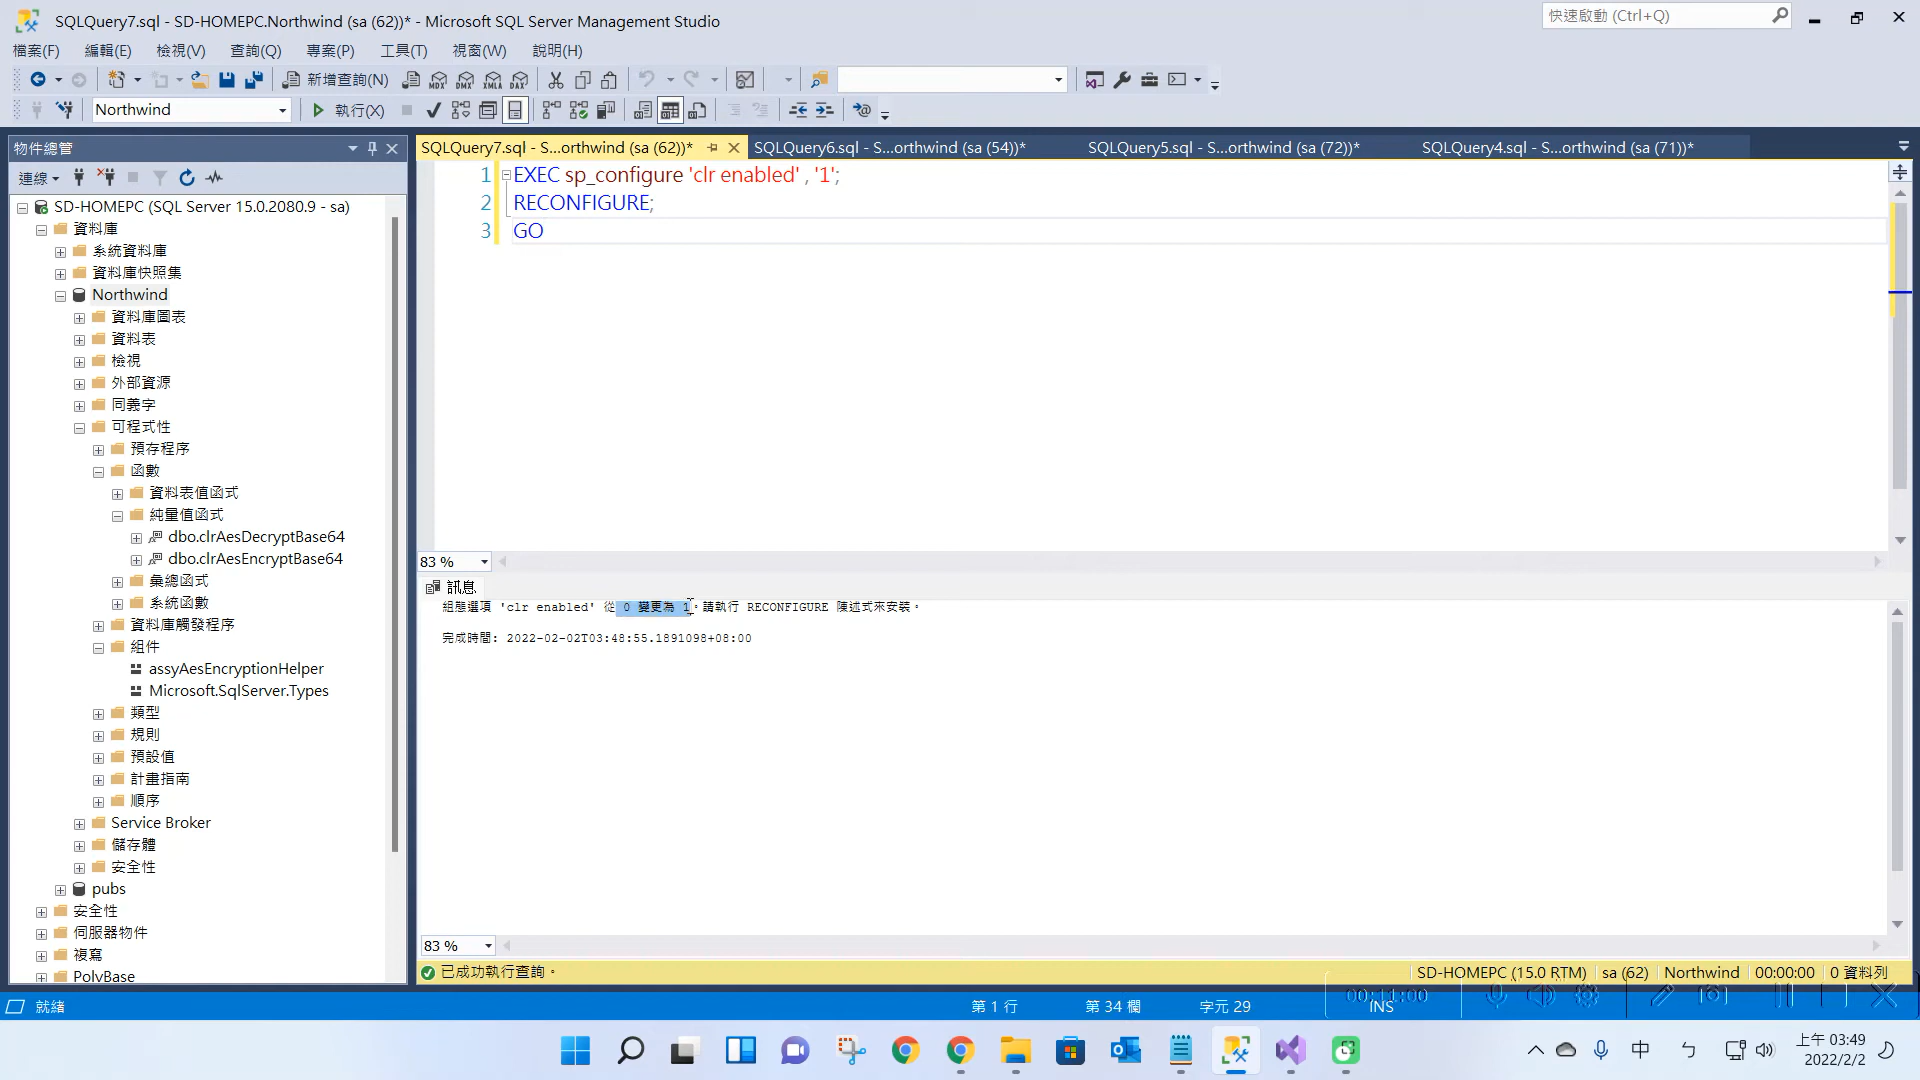 SQLQuery7.sql - SD-HOMEPC.Northwind (sa (62))* - Microsoft SQL Server Management Studio
快速啟動 (Ctrl+Q)
檔案(F) 編輯(E) 檢視(V) 查詢(Q) 專案(P) 工具(T) 視窗(W) 說明(H)
新增查詢(N) MDX DMX XMLA DAX
Northwind 執行(X)
物件總管
SQLQuery7.sql - S...orthwind (sa (62))* SQLQuery6.sql - S...orthwind (sa (54))* SQLQuery5.sql - S...orthwind (sa (72))* SQLQuery4.sql - S...orthwind (sa (71))*
連線
SD-HOMEPC (SQL Server 15.0.2080.9 - sa)
資料庫
系統資料庫
資料庫快照集
Northwind
資料庫圖表
資料表
檢視
外部資源
同義字
可程式性
預存程序
函數
資料表值函式
純量值函式
dbo.clrAesDecryptBase64
dbo.clrAesEncryptBase64
彙總函式
系統函數
資料庫觸發程序
組件
assyAesEncryptionHelper
Microsoft.SqlServer.Types
類型
規則
預設值
計畫指南
順序
Service Broker
儲存體
安全性
pubs
安全性
伺服器物件
複寫
PolyBase
1 EXEC sp_configure 'clr enabled' , '1';
2 RECONFIGURE;
3 GO
83 %
訊息
組態選項 'clr enabled' 從 0 變更為 1。請執行 RECONFIGURE 陳述式來安裝。
完成時間: 2022-02-02T03:48:55.1891098+08:00
83 %
已成功執行查詢。 SD-HOMEPC (15.0 RTM) sa (62) Northwind 00:00:00 0 資料列
就緒 第 1 行 第 34 欄 字元 29 INS
00:11:00
中 ㄅ 上午 03:49
2022/2/2